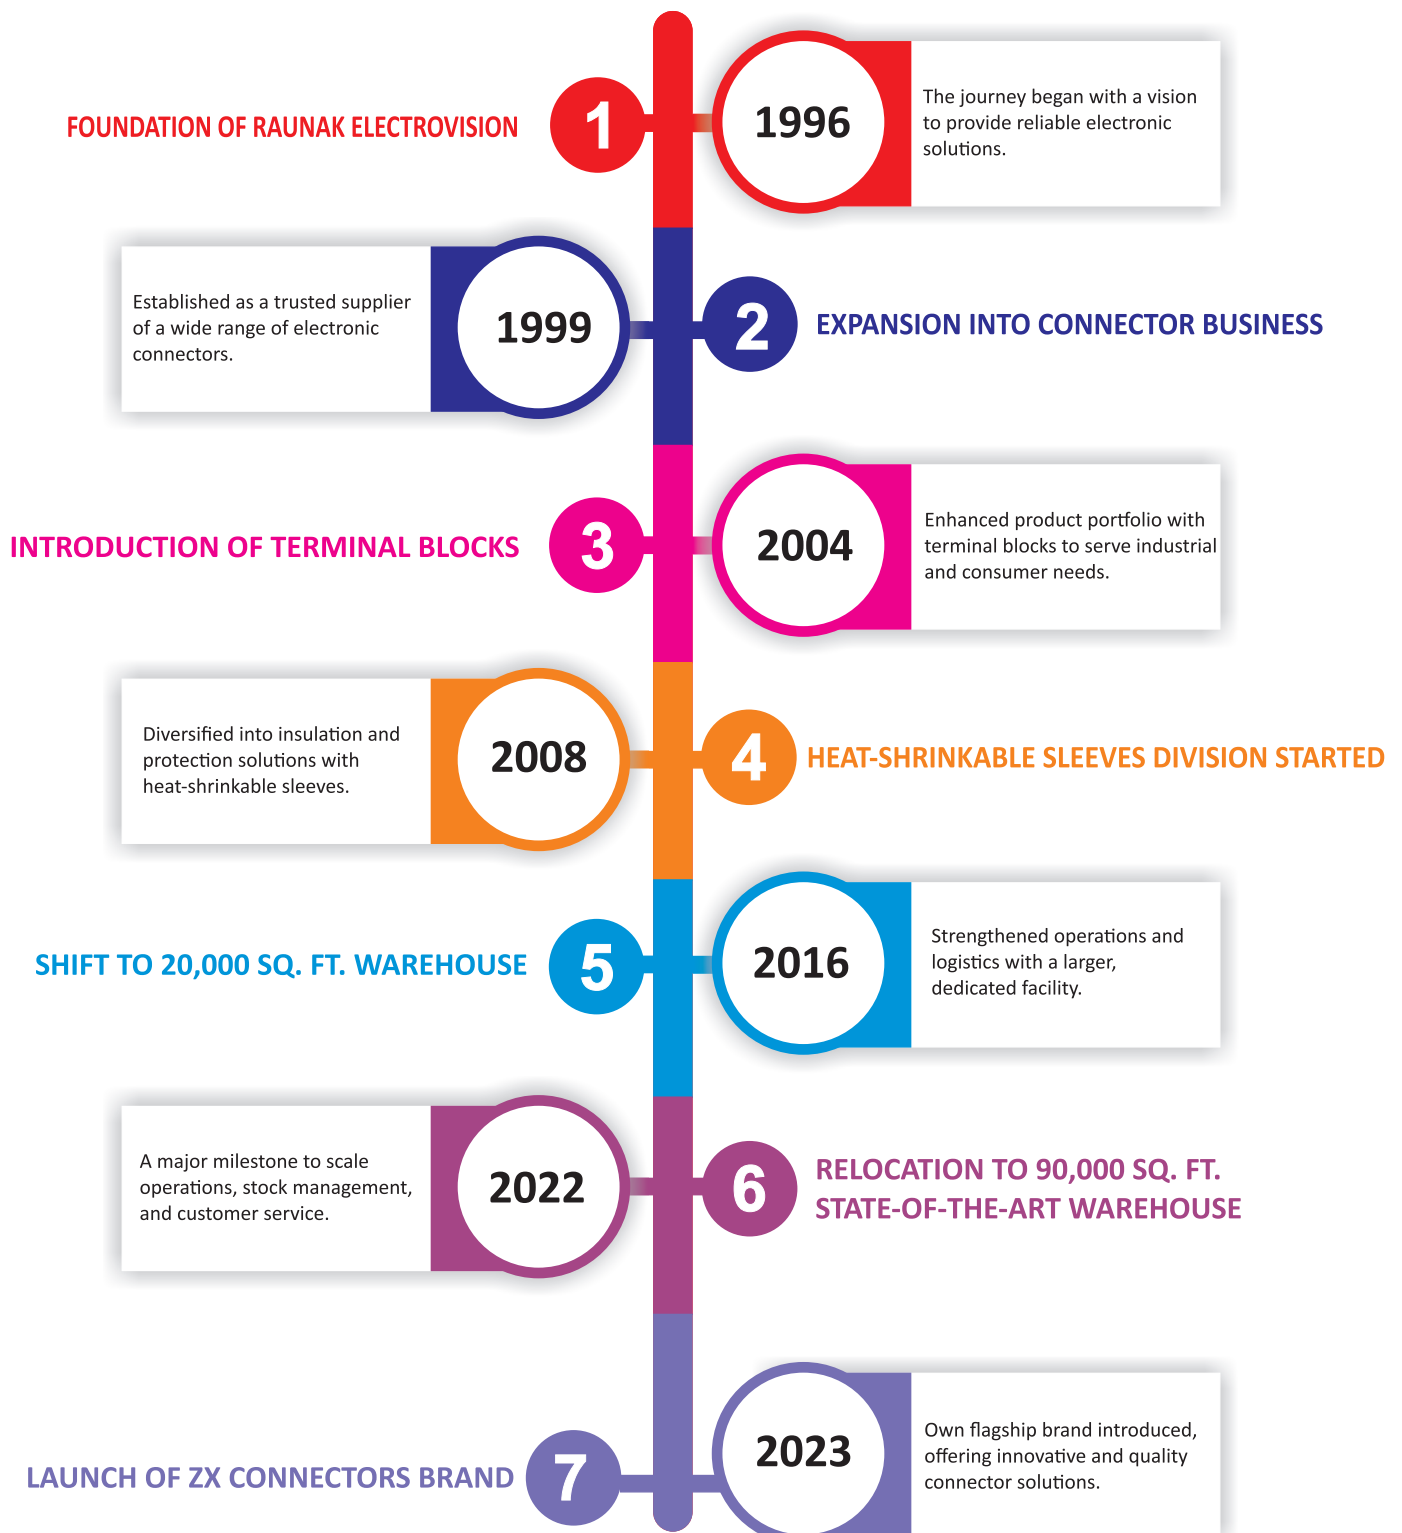 FOUNDATION OF RAUNAK ELECTROVISION
1
1996
The journey began with a vision
to provide reliable electronic
solutions.
Established as a trusted supplier
of a wide range of electronic
connectors.
1999
2
EXPANSION INTO CONNECTOR BUSINESS
INTRODUCTION OF TERMINAL BLOCKS
3
2004
Enhanced product portfolio with
terminal blocks to serve industrial
and consumer needs.
Diversified into insulation and
protection solutions with
heat-shrinkable sleeves.
2008
4
HEAT-SHRINKABLE SLEEVES DIVISION STARTED
SHIFT TO 20,000 SQ. FT. WAREHOUSE
5
2016
Strengthened operations and
logistics with a larger,
dedicated facility.
A major milestone to scale
operations, stock management,
and customer service.
2022
6
RELOCATION TO 90,000 SQ. FT.
STATE-OF-THE-ART WAREHOUSE
LAUNCH OF ZX CONNECTORS BRAND
7
2023
Own flagship brand introduced,
offering innovative and quality
connector solutions.